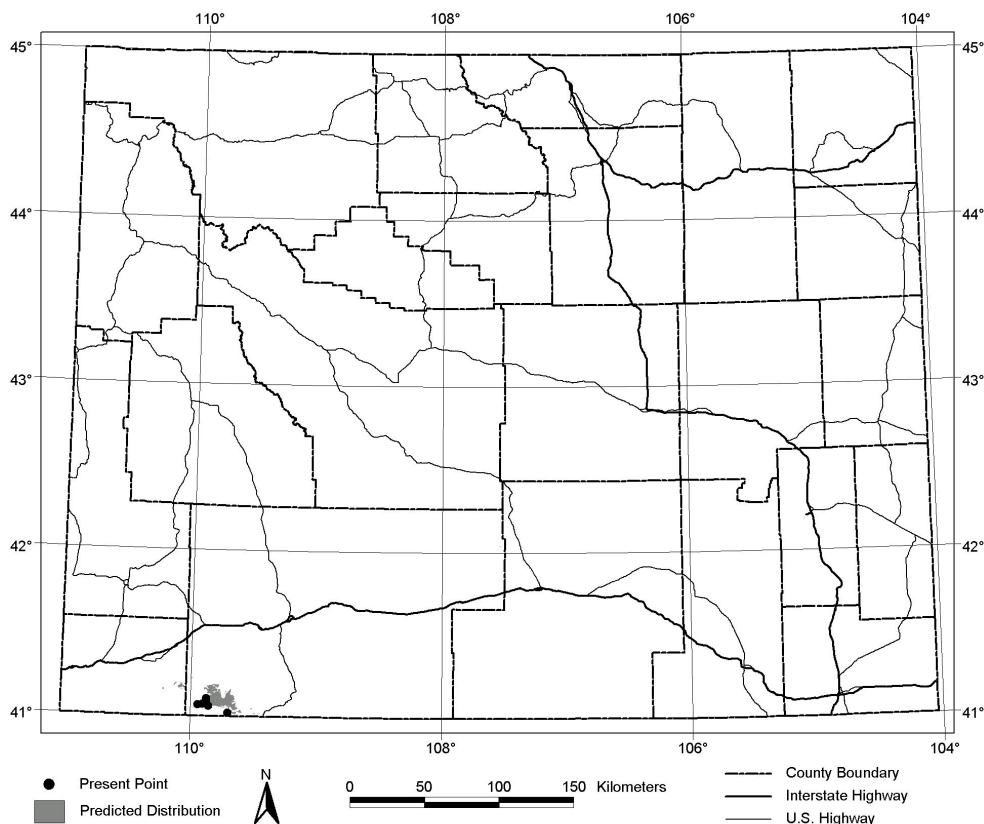 110° 108° 106° 104°
45° 45°
44° 44°
43° 43°
42° 42°
41° 41°
110° 108° 106° 104°
Present Point
Predicted Distribution
N
0 50 100 150 Kilometers
County Boundary
Interstate Highway
U.S. Highway